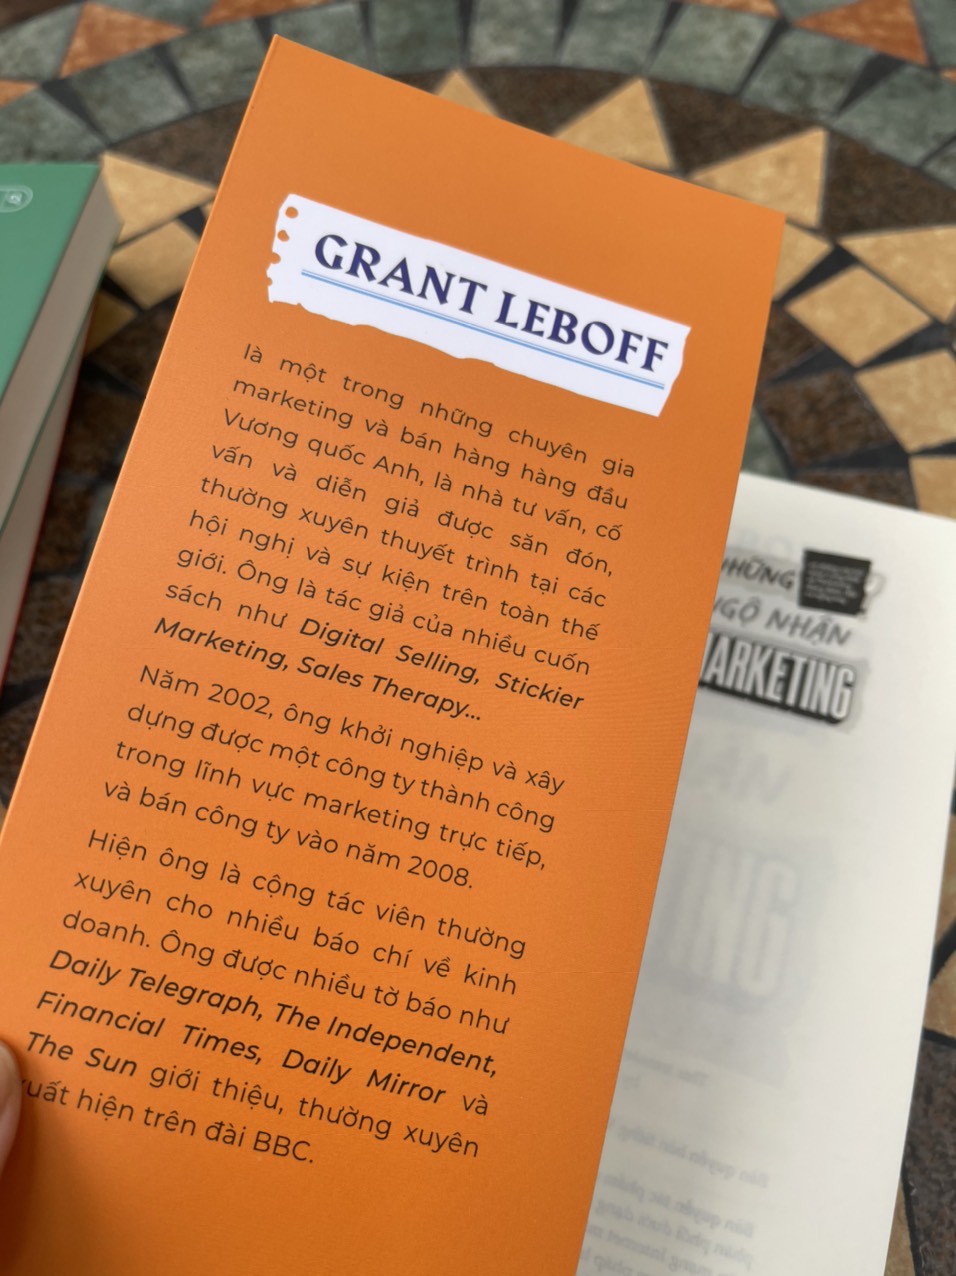 GRANT LEBOFF
là một trong những chuyên gia
marketing và bán hàng hàng đầu
Vương quốc Anh, là nhà tư vấn, cố
vấn và diễn giả được săn đón,
thường xuyên thuyết trình tại các
hội nghị và sự kiện trên toàn thế
giới. Ông là tác giả của nhiều cuốn
sách như Digital Selling, Stickier
Marketing, Sales Therapy...
Năm 2002, ông khởi nghiệp và xây
dựng được một công ty thành công
trong lĩnh vực marketing trực tiếp,
và bán công ty vào năm 2008.
Hiện ông là cộng tác viên thường
xuyên cho nhiều báo chí về kinh
doanh. Ông được nhiều tờ báo như
Daily Telegraph, The Independent,
Financial Times, Daily Mirror và
The Sun giới thiệu, thường xuyên
xuất hiện trên đài BBC.
NHỮNG
NGỘ NHẬN
MARKETING